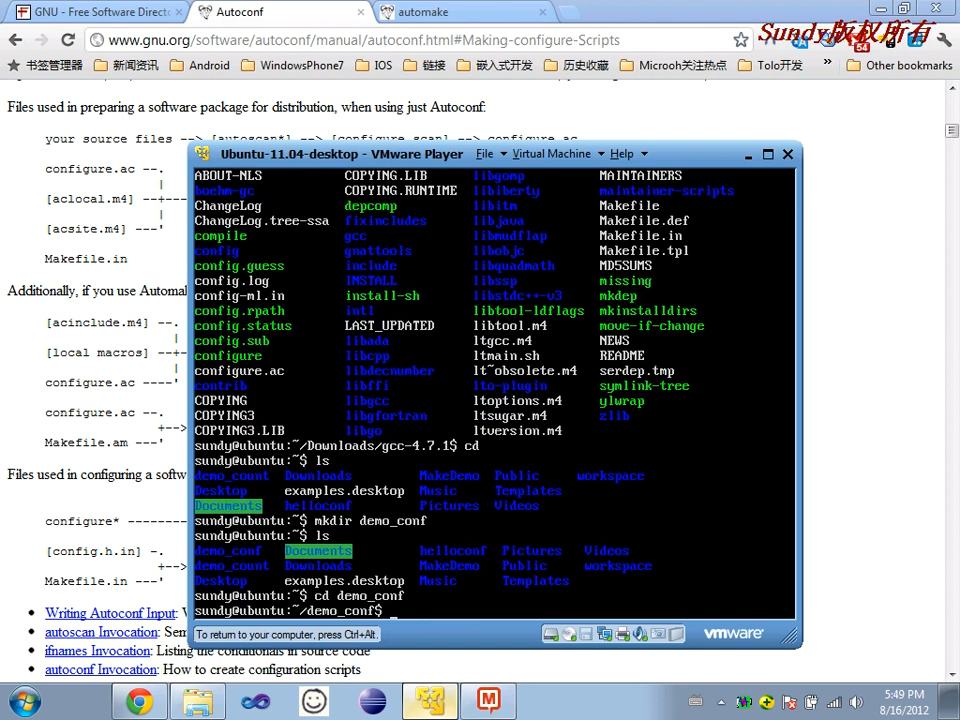 GNU - Free Software Direct
Autoconf
automake
www.gnu.org/software/autoconf/manual/autoconf.html#Making-configure-Scripts
Sundy版权所有
书签管理器 新闻资讯 Android WindowsPhone7 IOS 链接 嵌入式开发 历史收藏 Microoh关注热点 Tolo开发 » Other bookmarks
Files used in preparing a software package for distribution, when using just Autoconf:
your source files --> [autoscan*] --> [configure.scan] --> configure.ac
configure.ac --.
|
[aclocal.m4] --+---
|
[acsite.m4] ---'
Makefile.in
Additionally, if you use Automa
[acinclude.m4] --.
|
[local macros] --+--
|
configure.ac ----'
configure.ac --.
+-->
Makefile.am ---'
Files used in configuring a softw
configure* --------
[config.h.in] -.
+-->
Makefile.in ---'
Writing Autoconf Input:
autoscan Invocation: Sem
ifnames Invocation: Listing the conditionals in source code
autoconf Invocation: How to create configuration scripts
Ubuntu-11.04-desktop - VMware Player File Virtual Machine Help
ABOUT-NLS COPYING.LIB libgomp MAINTAINERS
boehm-gc COPYING.RUNTIME libiberty maintainer-scripts
ChangeLog depcomp libitm Makefile
ChangeLog.tree-ssa fixincludes libjava Makefile.def
compile gcc libmudflap Makefile.in
config gnattools libobjc Makefile.tpl
config.guess include libquadmath MD5SUMS
config.log INSTALL libssp missing
config-ml.in install-sh libstdc++-v3 mkdep
config.rpath intl libtool-ldflags mkinstalldirs
config.status LAST_UPDATED libtool.m4 move-if-change
config.sub libada ltgcc.m4 NEWS
configure libcpp ltmain.sh README
configure.ac libdecnumber lt~obsolete.m4 serdep.tmp
contrib libffi lto-plugin symlink-tree
COPYING libgcc ltoptions.m4 ylwrap
COPYING3 libgfortran ltsugar.m4 zlib
COPYING3.LIB libgo ltversion.m4
sundy@ubuntu:~/Downloads/gcc-4.7.1$ cd
sundy@ubuntu:~$ ls
demo_count Downloads MakeDemo Public workspace
Desktop examples.desktop Music Templates
Documents helloconf Pictures Videos
sundy@ubuntu:~$ mkdir demo_conf
sundy@ubuntu:~$ ls
demo_conf Documents helloconf Pictures Videos
demo_count Downloads MakeDemo Public workspace
Desktop examples.desktop Music Templates
sundy@ubuntu:~$ cd demo_conf
sundy@ubuntu:~/demo_conf$ _
To return to your computer, press Ctrl+Alt.
vmware
5:49 PM
8/16/2012